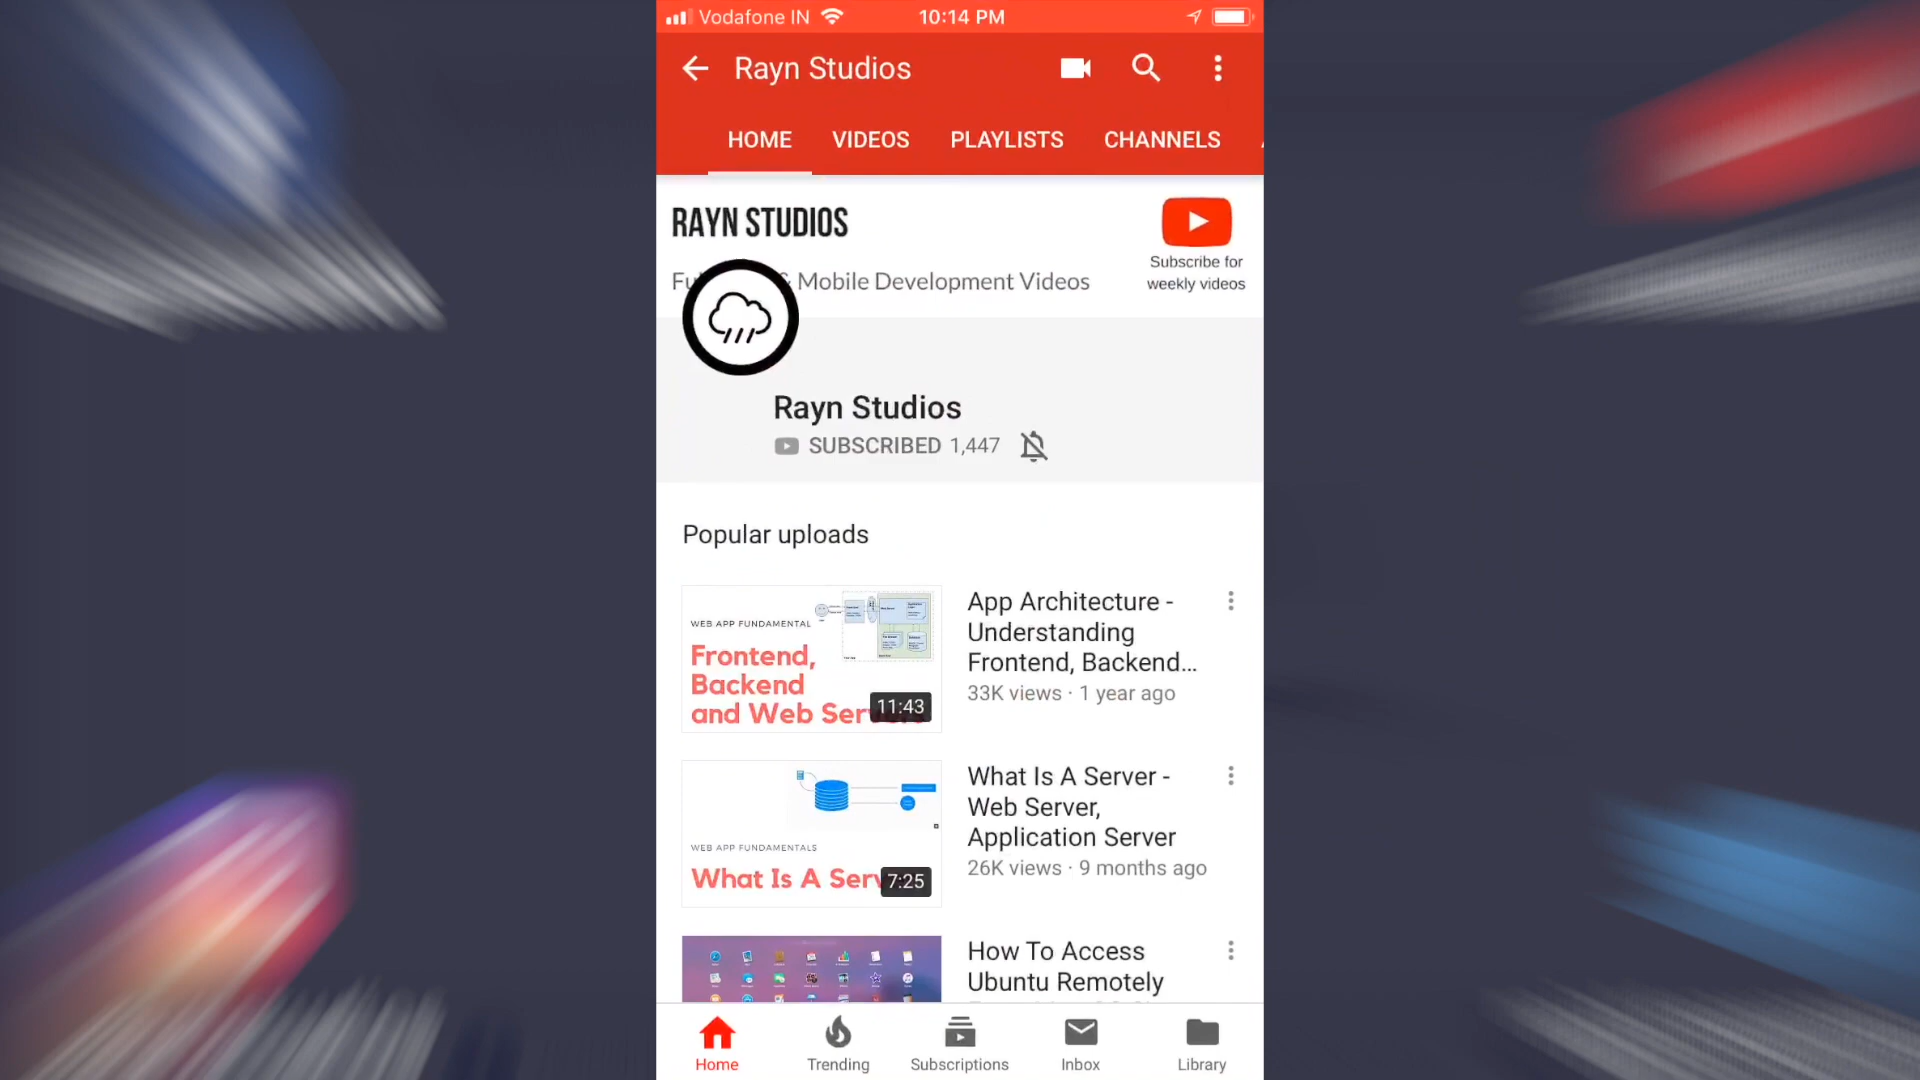 Vodafone IN
10:14 PM
Rayn Studios
HOME
VIDEOS
PLAYLISTS
CHANNELS
RAYN STUDIOS
Mobile Development Videos
Subscribe for
weekly videos
Rayn Studios
SUBSCRIBED 1,447
Popular uploads
WEB APP FUNDAMENTAL
Frontend,
Backend
and Web Servers
11:43
App Architecture -
Understanding
Frontend, Backend...
33K views · 1 year ago
WEB APP FUNDAMENTALS
What Is A Serv
7:25
What Is A Server -
Web Server,
Application Server
26K views · 9 months ago
How To Access
Ubuntu Remotely
Home
Trending
Subscriptions
Inbox
Library